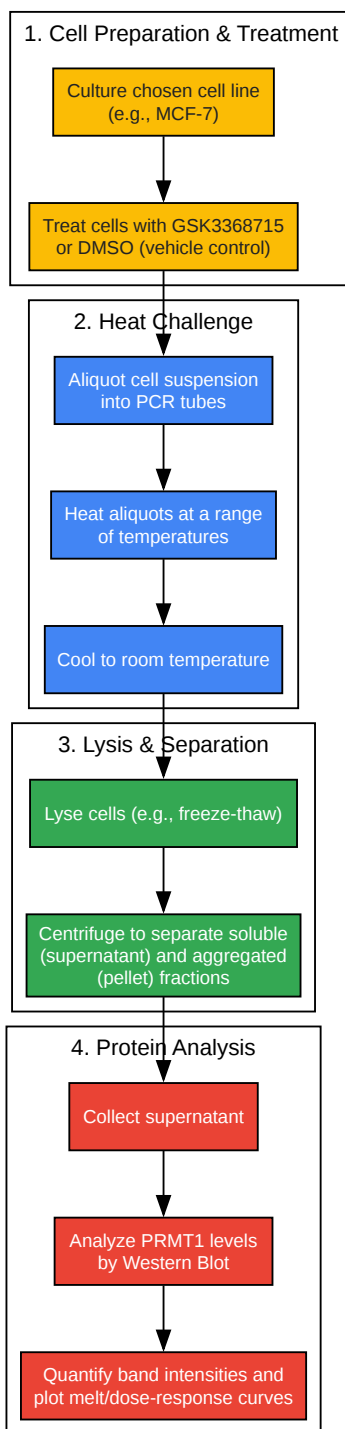 1. Cell Preparation & Treatment
Culture chosen cell line
(e.g., MCF-7)
Treat cells with GSK3368715
or DMSO (vehicle control)
2. Heat Challenge
Aliquot cell suspension
into PCR tubes
Heat aliquots at a range
of temperatures
Cool to room temperature
3. Lysis & Separation
Lyse cells (e.g., freeze-thaw)
Centrifuge to separate soluble
(supernatant) and aggregated
(pellet) fractions
4. Protein Analysis
Collect supernatant
Analyze PRMT1 levels
by Western Blot
Quantify band intensities and
plot melt/dose-response curves